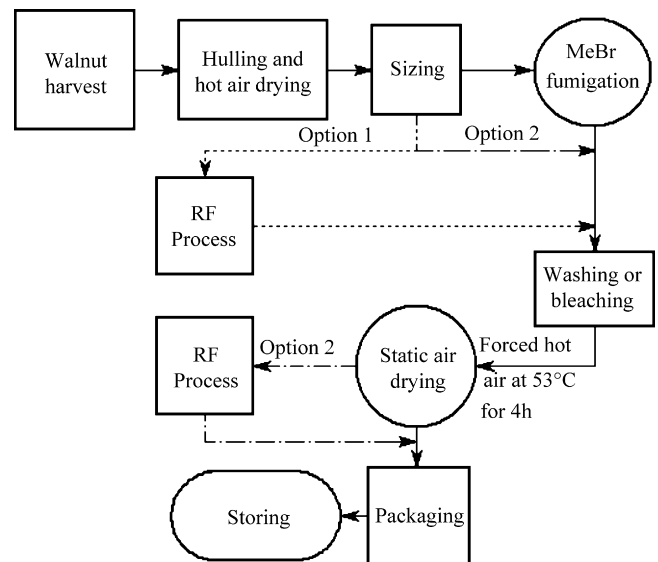 Walnut
harvest
Hulling and
hot air drying
Sizing
MeBr
fumigation
Option 1
Option 2
RF
Process
Washing or
bleaching
RF
Process
Option 2
Static air
drying
Forced hot
air at 53°C
for 4h
Storing
Packaging